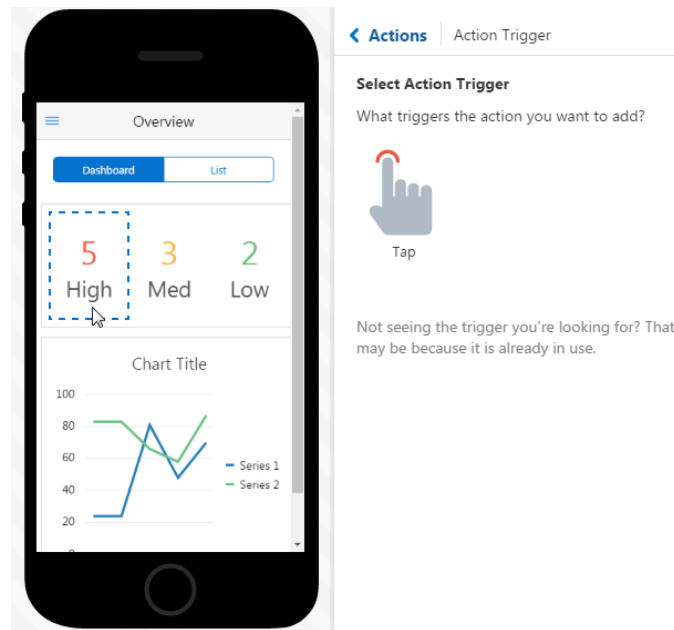 Actions Action Trigger
Select Action Trigger
What triggers the action you want to add?
Tap
Not seeing the trigger you're looking for? That
may be because it is already in use.
Overview
Dashboard List
5 3 2
High Med Low
Chart Title
100
80
60
40
20
0
Series 1
Series 2